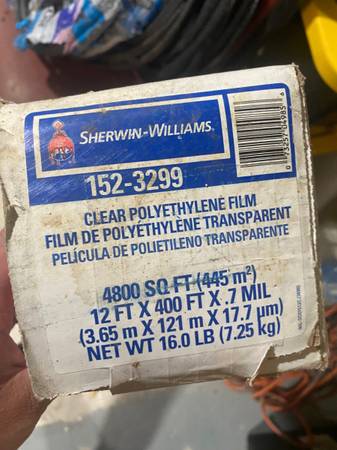 SHERWIN-WILLIAMS.
152-3299
CLEAR POLYETHYLENE FILM
FILM DE POLYÉTHYLÈNE TRANSPARENT
PELÍCULA DE POLIETILENO TRANSPARENTE
4800 SQ FT (445 m²)
12 FT X 400 FT X .7 MIL
(3.65 m X 121 m X 17.7 µm)
NET WT 16.0 LB (7.25 kg)